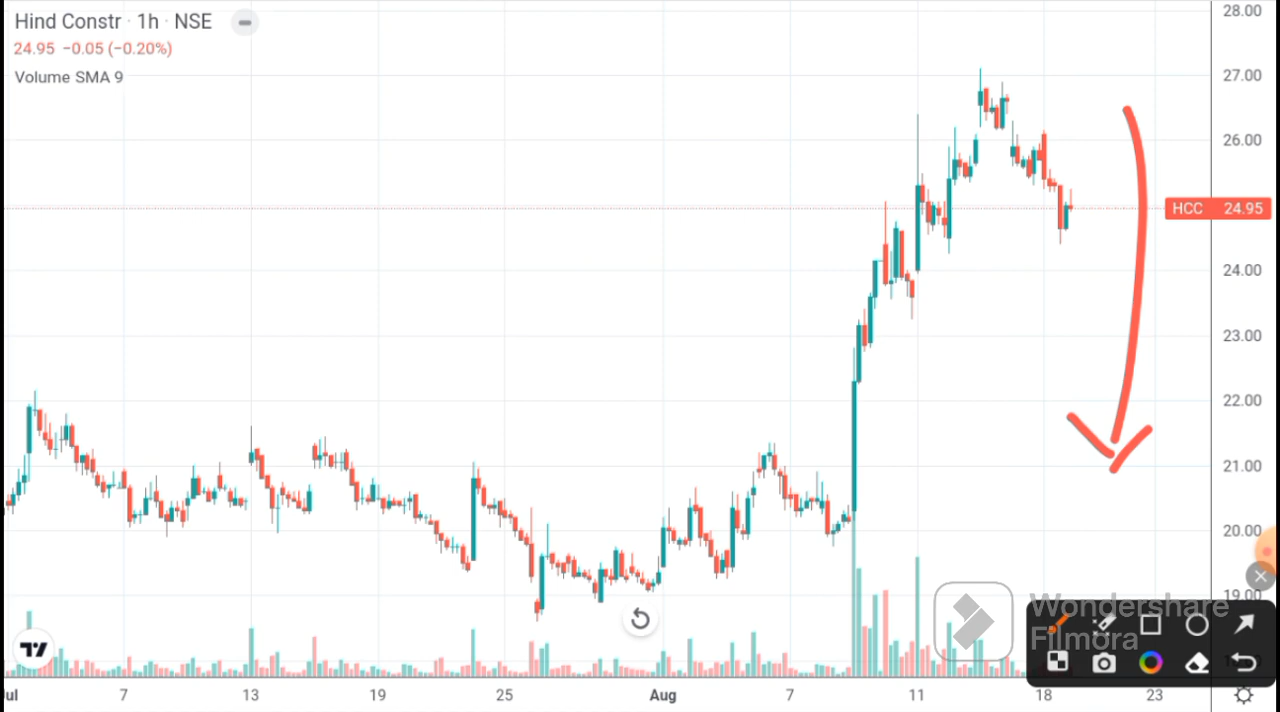 Hind Constr · 1h · NSE
24.95 −0.05 (−0.20%)
Volume SMA 9
28.00
27.00
26.00
HCC 24.95
24.00
23.00
22.00
21.00
20.00
19.00
Wondershare
Filmora
7
13
19
25
Aug
7
11
18
23